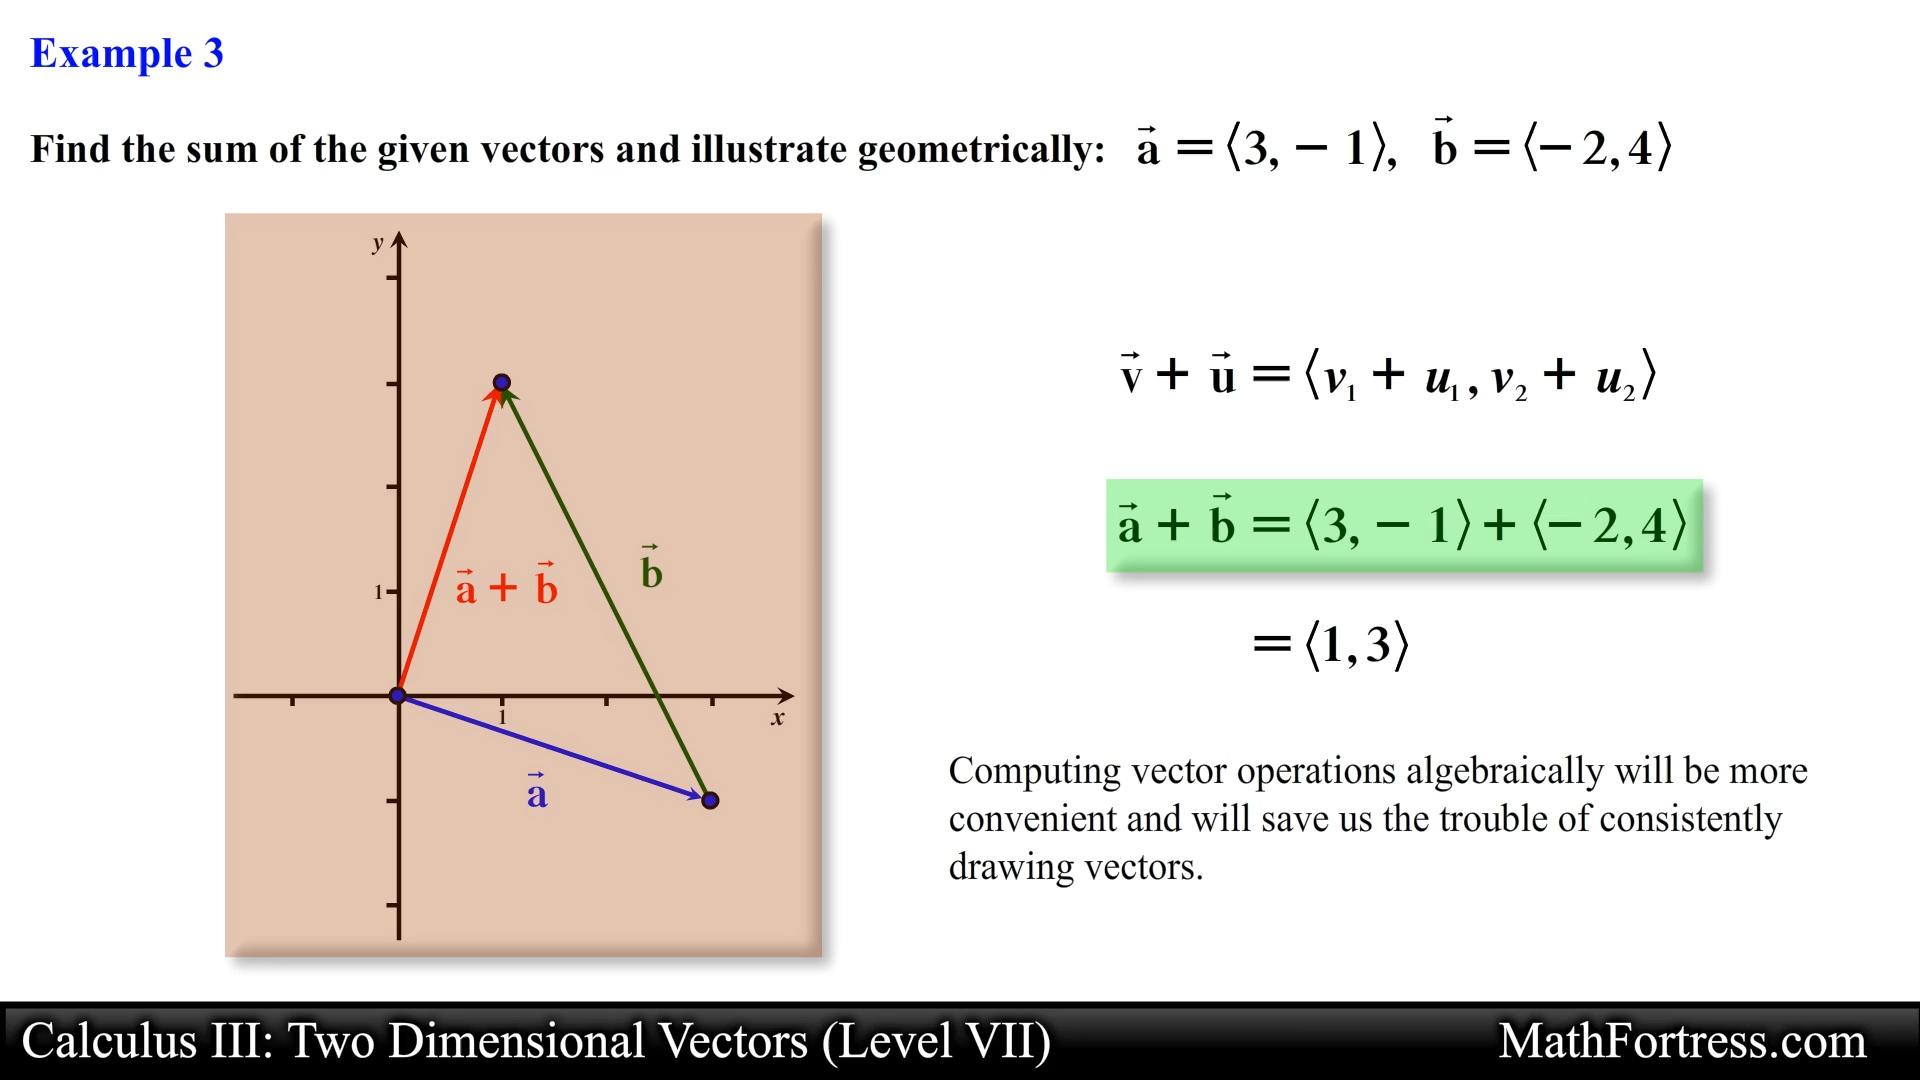 Example 3
Find the sum of the given vectors and illustrate geometrically: a⃗ = ⟨3, − 1⟩, b⃗ = ⟨− 2, 4⟩
y
v⃗ + u⃗ = ⟨v₁ + u₁, v₂ + u₂⟩
a⃗ + b⃗ = ⟨3, − 1⟩ + ⟨− 2, 4⟩
b⃗
a⃗ + b⃗
1
= ⟨1, 3⟩
1
x
a⃗
Computing vector operations algebraically will be more
convenient and will save us the trouble of consistently
drawing vectors.
Calculus III: Two Dimensional Vectors (Level VII)
MathFortress.com